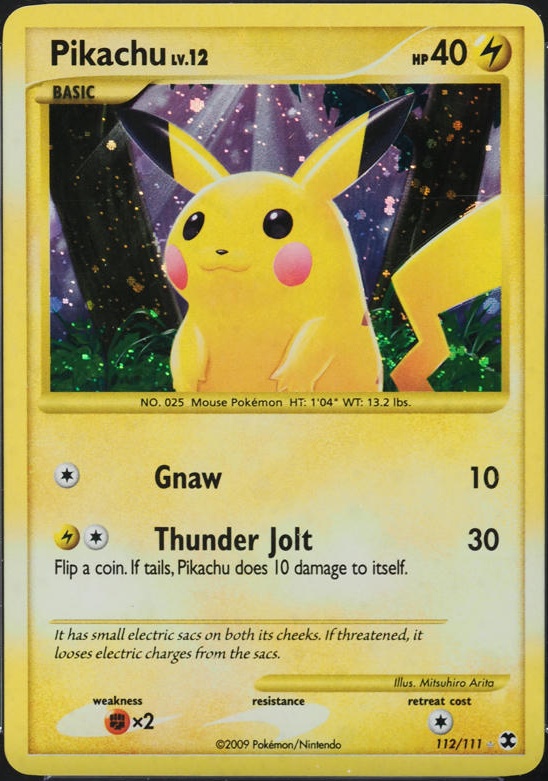 Pikachu LV.12 HP 40
BASIC
NO. 025 Mouse Pokémon HT: 1'04" WT: 13.2 lbs.
Gnaw 10
Thunder Jolt 30
Flip a coin. If tails, Pikachu does 10 damage to itself.
It has small electric sacs on both its cheeks. If threatened, it
looses electric charges from the sacs.
Illus. Mitsuhiro Arita
weakness resistance retreat cost
×2
©2009 Pokémon/Nintendo 112/111